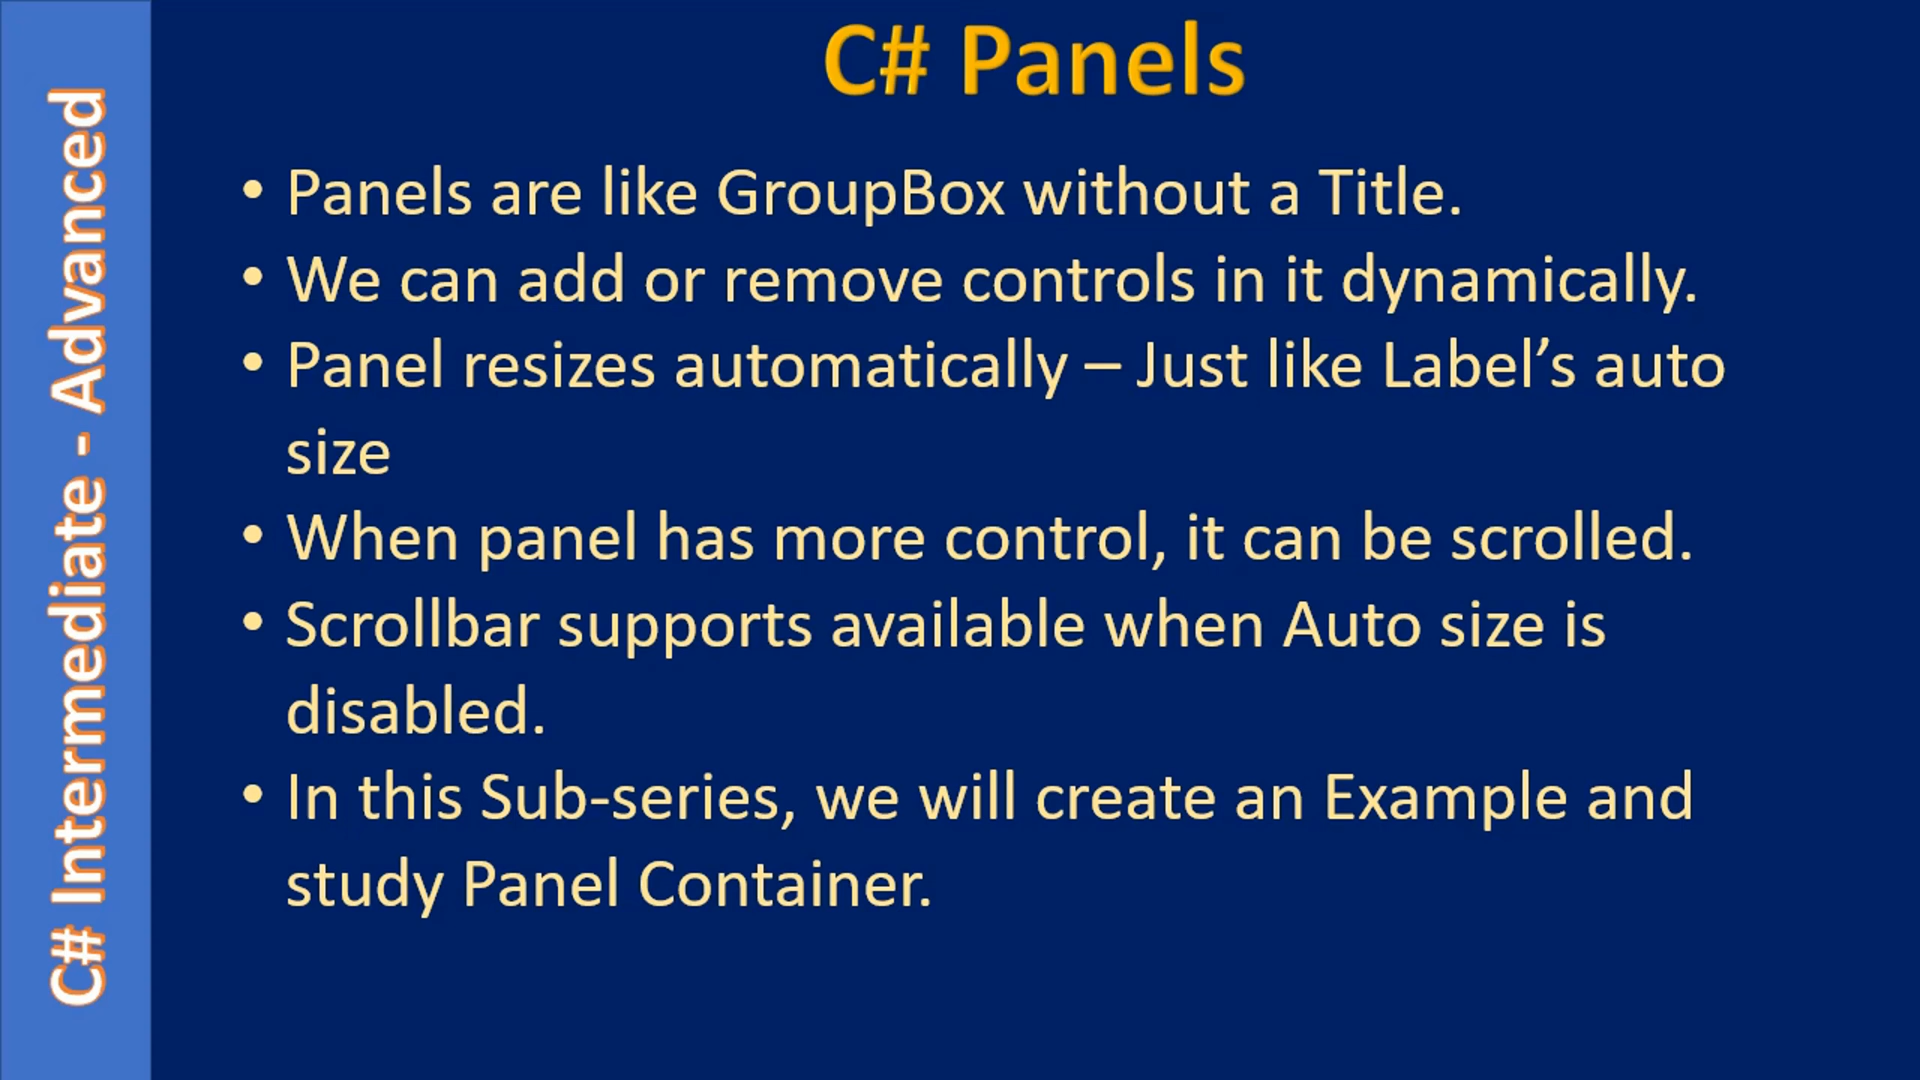 C# Panels
• Panels are like GroupBox without a Title.
• We can add or remove controls in it dynamically.
• Panel resizes automatically – Just like Label’s auto
size
• When panel has more control, it can be scrolled.
• Scrollbar supports available when Auto size is
disabled.
• In this Sub-series, we will create an Example and
study Panel Container.
C# Intermediate - Advanced